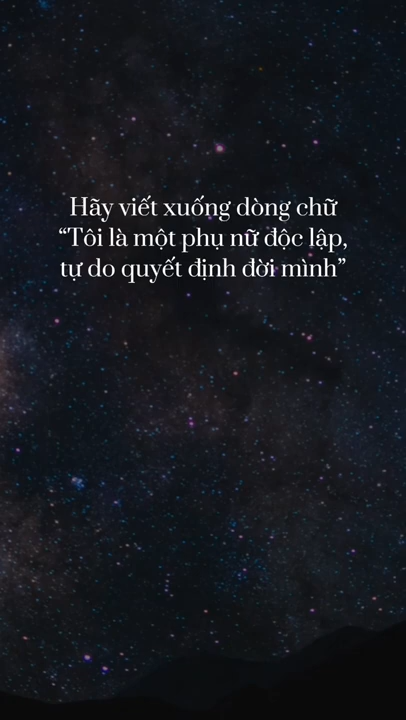 Hãy viết xuống dòng chữ
“Tôi là một phụ nữ độc lập,
tự do quyết định đời mình”